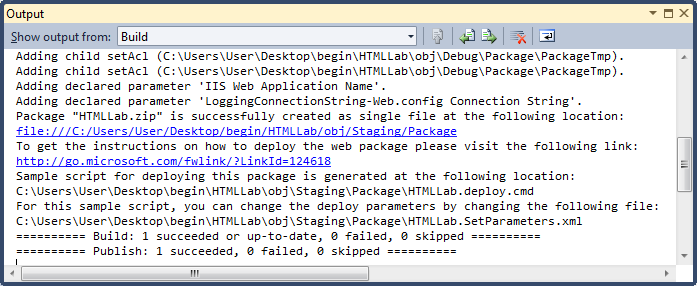 Output
Show output from: Build
Adding child setAcl (C:\Users\User\Desktop\begin\HTMLLab\obj\Debug\Package\PackageTmp).
Adding child setAcl (C:\Users\User\Desktop\begin\HTMLLab\obj\Debug\Package\PackageTmp).
Adding declared parameter 'IIS Web Application Name'.
Adding declared parameter 'LoggingConnectionString-Web.config Connection String'.
Package "HTMLLab.zip" is successfully created as single file at the following location:
file:///C:/Users/User/Desktop/begin/HTMLLab/obj/Staging/Package
To get the instructions on how to deploy the web package please visit the following link:
http://go.microsoft.com/fwlink/?LinkId=124618
Sample script for deploying this package is generated at the following location:
C:\Users\User\Desktop\begin\HTMLLab\obj\Staging\Package\HTMLLab.deploy.cmd
For this sample script, you can change the deploy parameters by changing the following file:
C:\Users\User\Desktop\begin\HTMLLab\obj\Staging\Package\HTMLLab.SetParameters.xml
========== Build: 1 succeeded or up-to-date, 0 failed, 0 skipped ==========
========== Publish: 1 succeeded, 0 failed, 0 skipped ==========